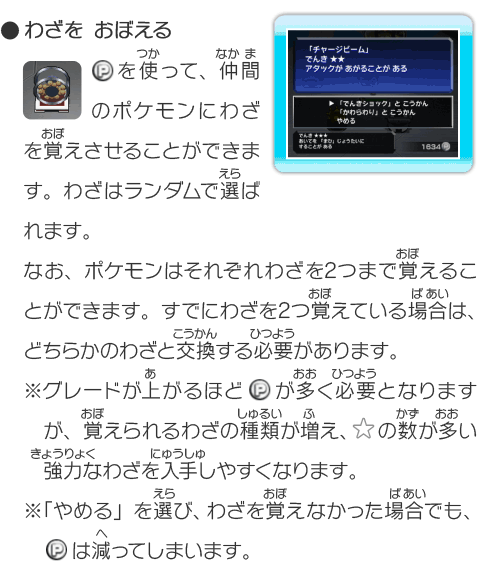 ●わざを おぼえる
Ⓟを使って、仲間
のポケモンにわざ
を覚えさせることができま
す。わざはランダムで選ば
れます。
「チャージビーム」
でんき ★★
アタックが あがることが ある
▶「でんきショック」と こうかん
「かわらわり」と こうかん
やめる
でんき ★★★
あいてを 「まひ」じょうたいに
することが ある
1634Ⓟ
なお、ポケモンはそれぞれわざを2つまで覚えるこ
とができます。すでにわざを2つ覚えている場合は、
どちらかのわざと交換する必要があります。
※グレードが上がるほどⓅが多く必要となります
が、覚えられるわざの種類が増え、☆の数が多い
強力なわざを入手しやすくなります。
※「やめる」を選び、わざを覚えなかった場合でも、
Ⓟは減ってしまいます。